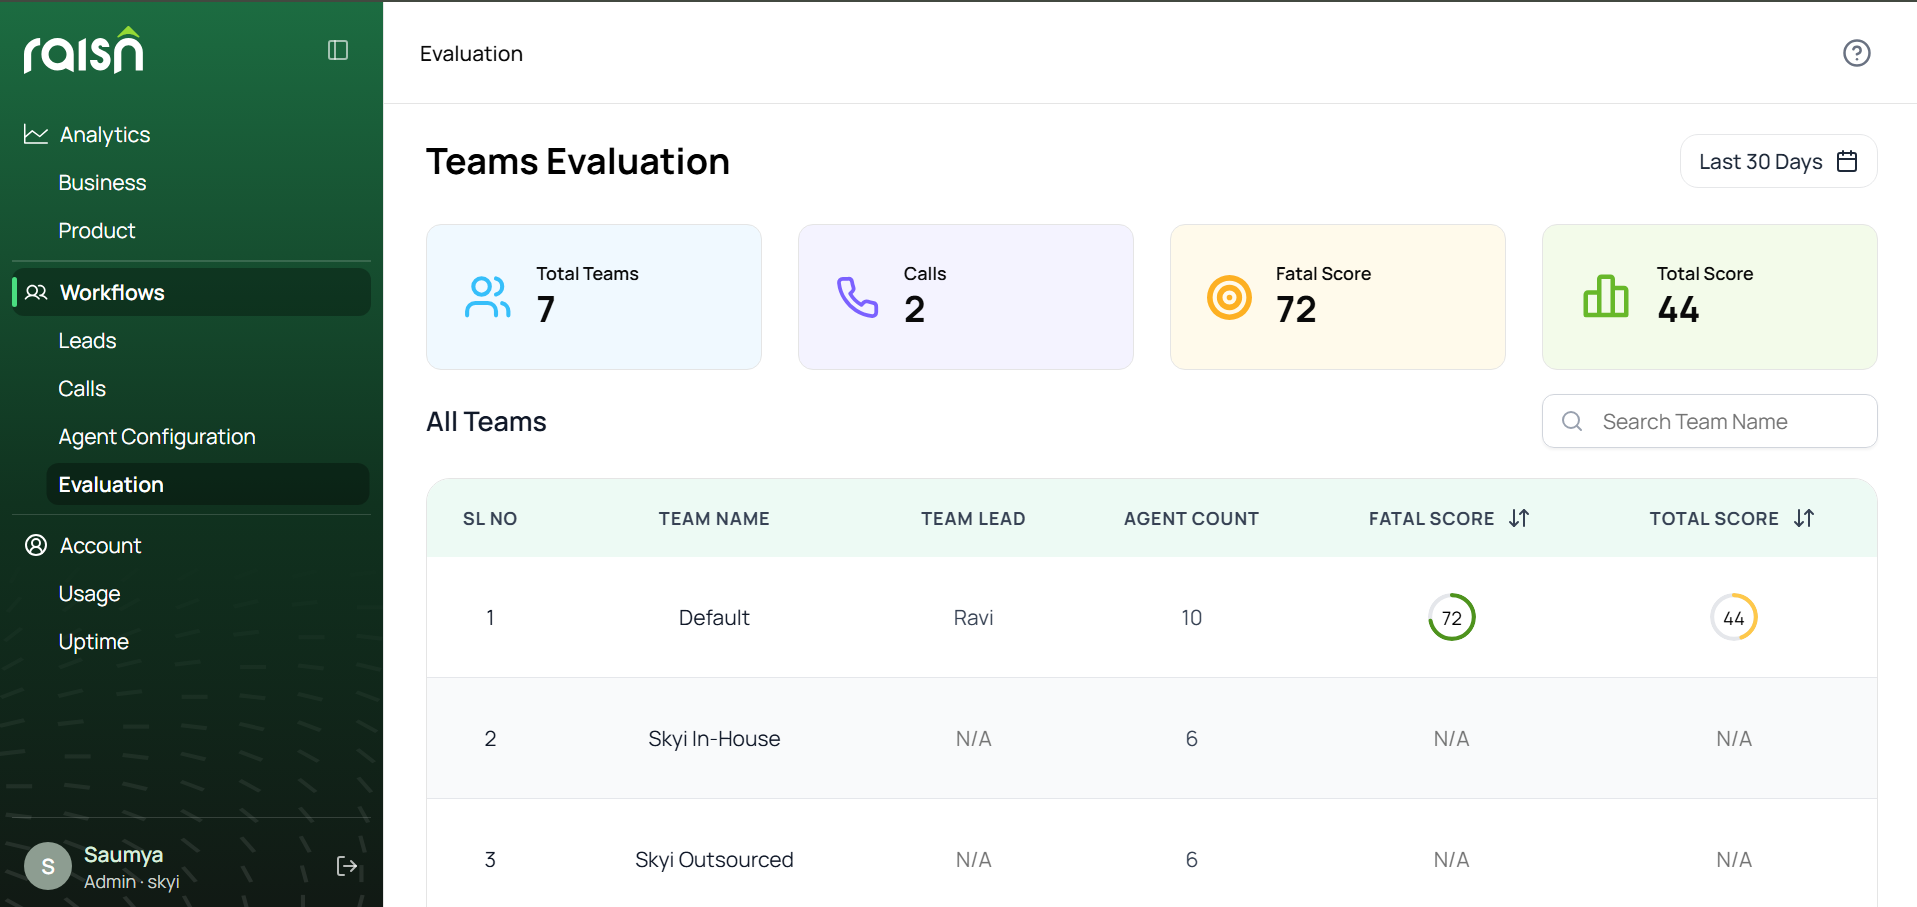 raisn
Evaluation
Analytics
Business
Product
Workflows
Leads
Calls
Agent Configuration
Evaluation
Account
Usage
Uptime
S
Saumya
Admin · skyi
Teams Evaluation
Last 30 Days
Total Teams
7
Calls
2
Fatal Score
72
Total Score
44
All Teams
Search Team Name
SL NO TEAM NAME TEAM LEAD AGENT COUNT FATAL SCORE TOTAL SCORE
1 Default Ravi 10 72 44
2 Skyi In-House N/A 6 N/A N/A
3 Skyi Outsourced N/A 6 N/A N/A